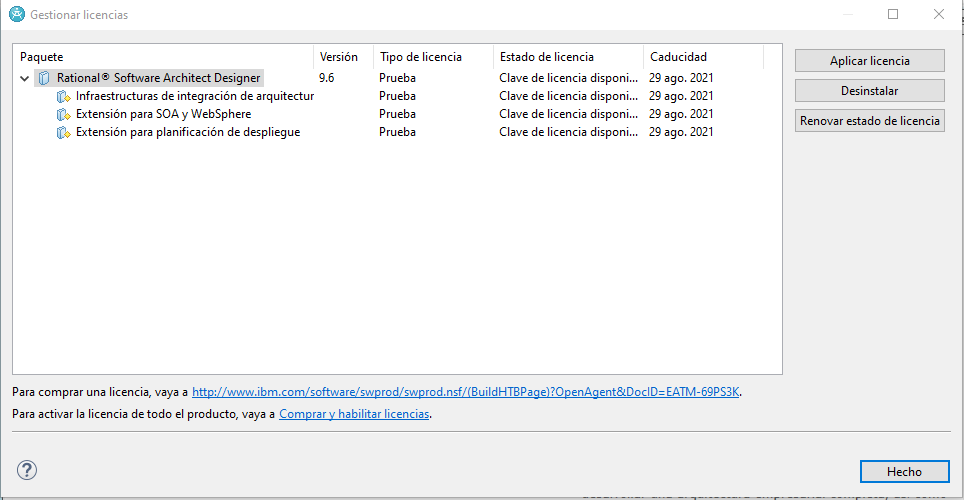 Gestionar licencias
Paquete Versión Tipo de licencia Estado de licencia Caducidad
Rational® Software Architect Designer 9.6 Prueba Clave de licencia disponi... 29 ago. 2021
Infraestructuras de integración de arquitectur Prueba Clave de licencia disponi... 29 ago. 2021
Extensión para SOA y WebSphere Prueba Clave de licencia disponi... 29 ago. 2021
Extensión para planificación de despliegue Prueba Clave de licencia disponi... 29 ago. 2021
Aplicar licencia
Desinstalar
Renovar estado de licencia
Para comprar una licencia, vaya a http://www.ibm.com/software/swprod/swprod.nsf/(BuildHTBPage)?OpenAgent&DocID=EATM-69PS3K.
Para activar la licencia de todo el producto, vaya a Comprar y habilitar licencias.
?
Hecho